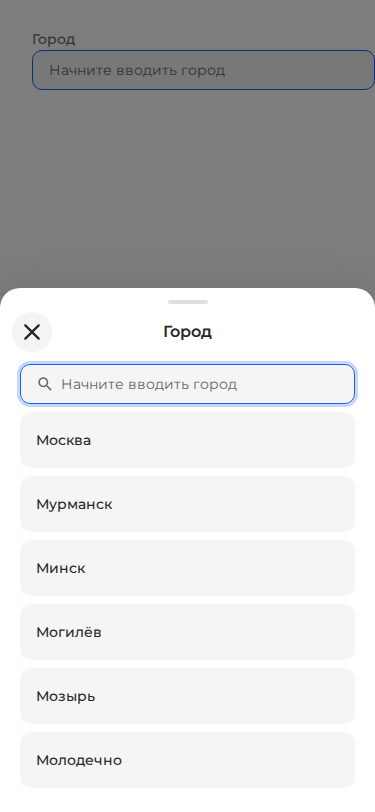 Город
Начните вводить город
Город
Начните вводить город
Москва
Мурманск
Минск
Могилёв
Мозырь
Молодечно